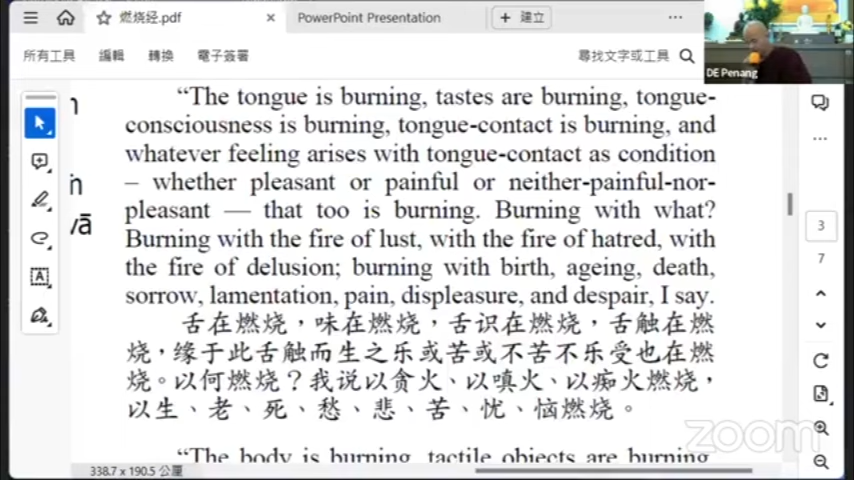 燃烧经.pdf
PowerPoint Presentation
建立
所有工具
編輯
轉換
電子簽署
尋找文字或工具
DE Penang
“The tongue is burning, tastes are burning, tongue-
consciousness is burning, tongue-contact is burning, and
whatever feeling arises with tongue-contact as condition
– whether pleasant or painful or neither-painful-nor-
pleasant — that too is burning. Burning with what?
Burning with the fire of lust, with the fire of hatred, with
the fire of delusion; burning with birth, ageing, death,
sorrow, lamentation, pain, displeasure, and despair, I say.
舌在燃烧，味在燃烧，舌识在燃烧，舌触在燃
烧，缘于此舌触而生之乐或苦或不苦不乐受也在燃
烧。以何燃烧？我说以贪火、以嗔火、以痴火燃烧，
以生、老、死、愁、悲、苦、忧、恼燃烧。
“The body is burning, tactile objects are burning,
vā
3
7
338.7 x 190.5 公厘
zoom